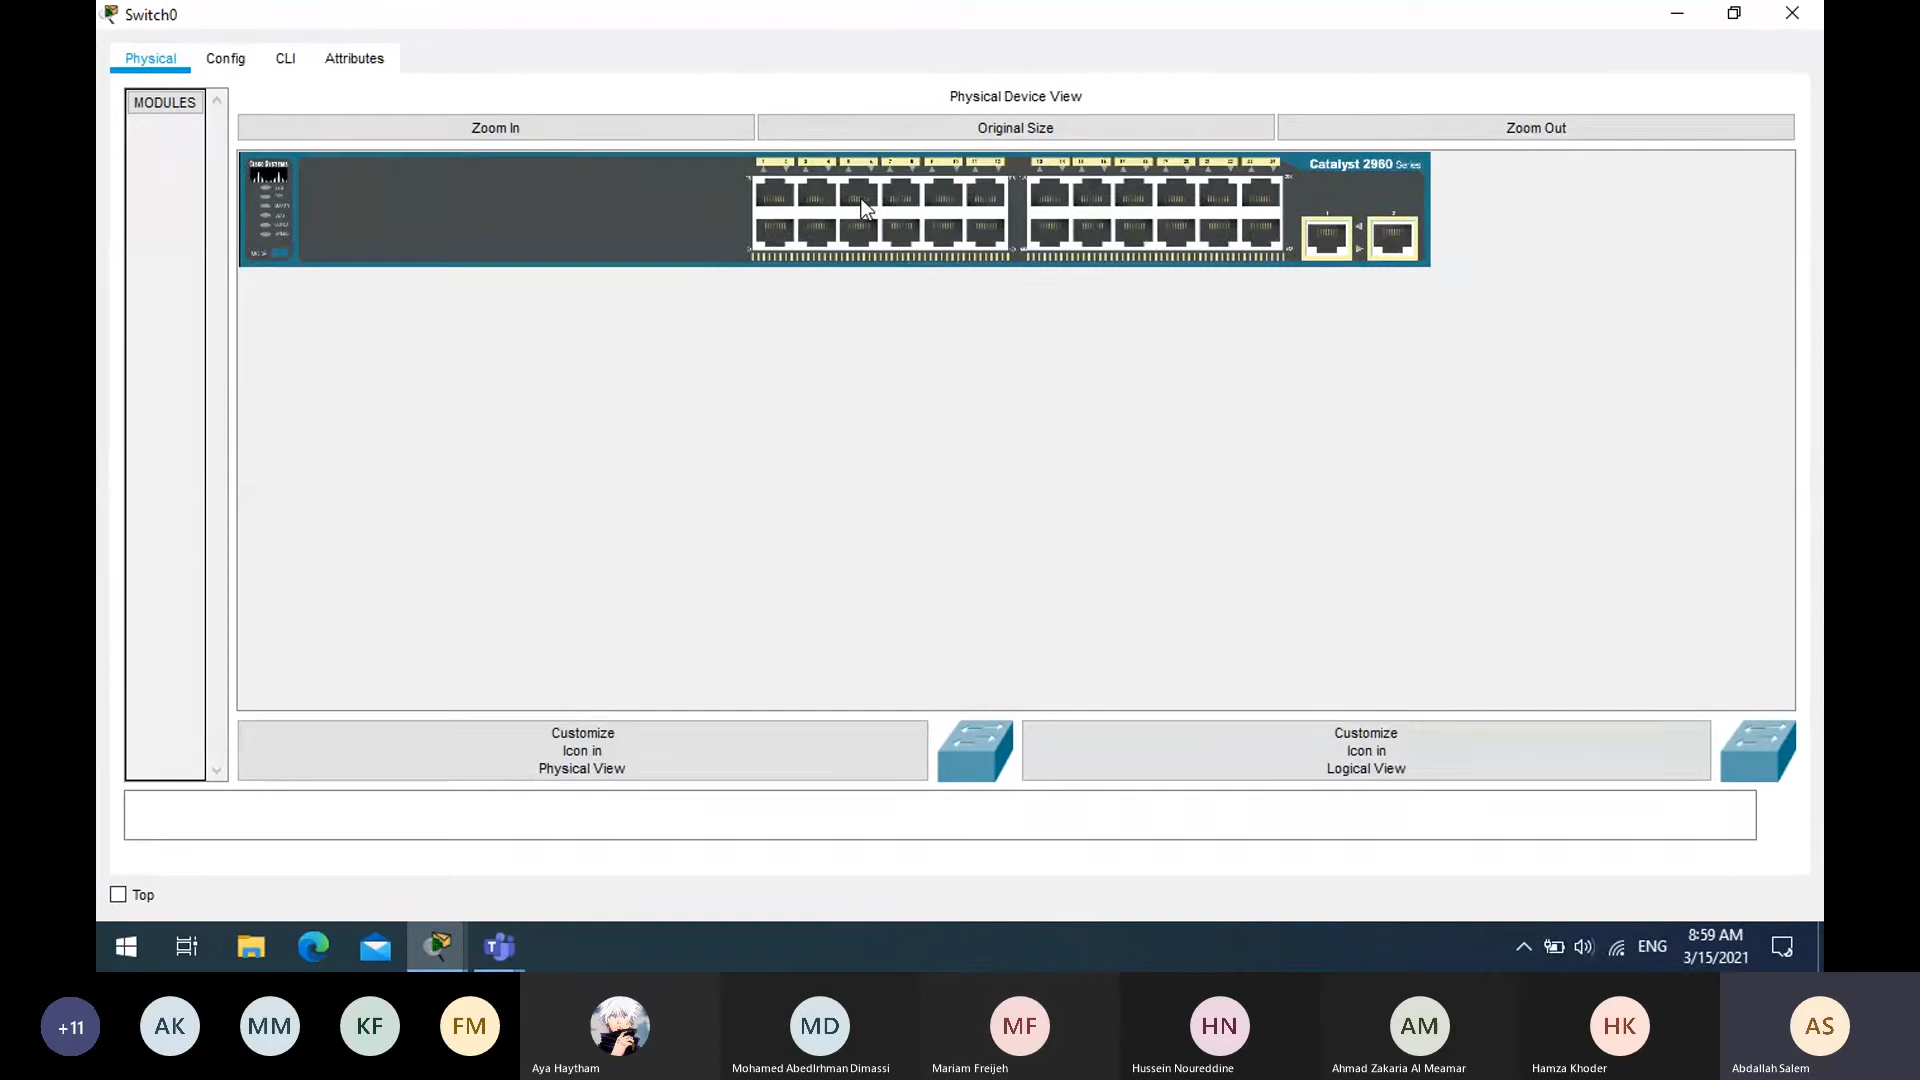 Switch0
Physical
Config
CLI
Attributes
MODULES
Physical Device View
Zoom In
Original Size
Zoom Out
Catalyst 2960 Series
Customize
Icon in
Physical View
Customize
Icon in
Logical View
Top
ENG
8:59 AM
3/15/2021
+11
AK
MM
KF
FM
MD
MF
HN
AM
HK
AS
Aya Haytham
Mohamed AbedIrhman Dimassi
Mariam Freijeh
Hussein Noureddine
Ahmad Zakaria Al Meamar
Hamza Khoder
Abdallah Salem